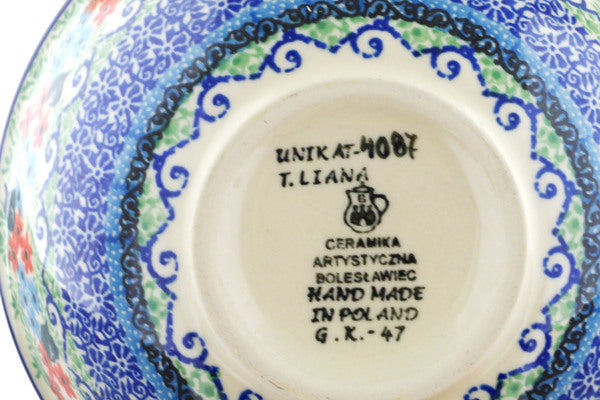 UNIKAT-4087
T. LIANA
B
CERAMIKA
ARTYSTYCZNA
BOLESŁAWIEC
HAND MADE
IN POLAND
G.K.-47